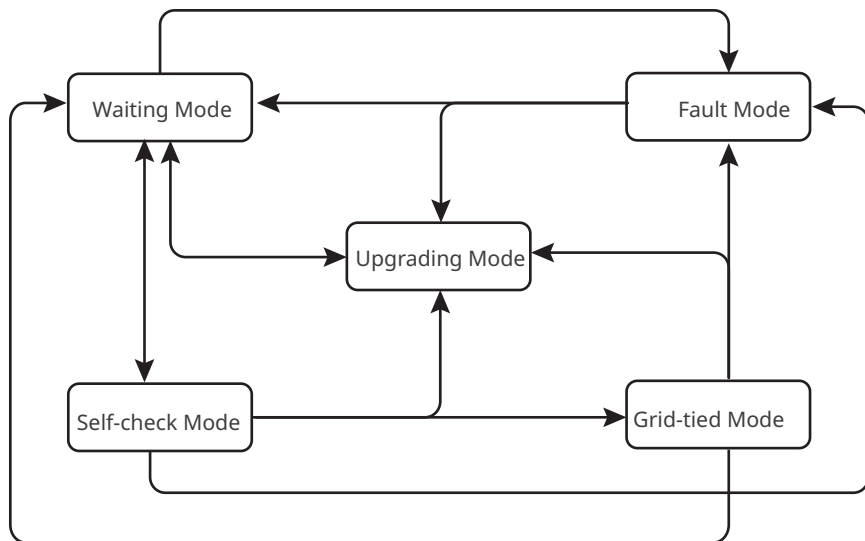 Waiting Mode
Fault Mode
Upgrading Mode
Self-check Mode
Grid-tied Mode